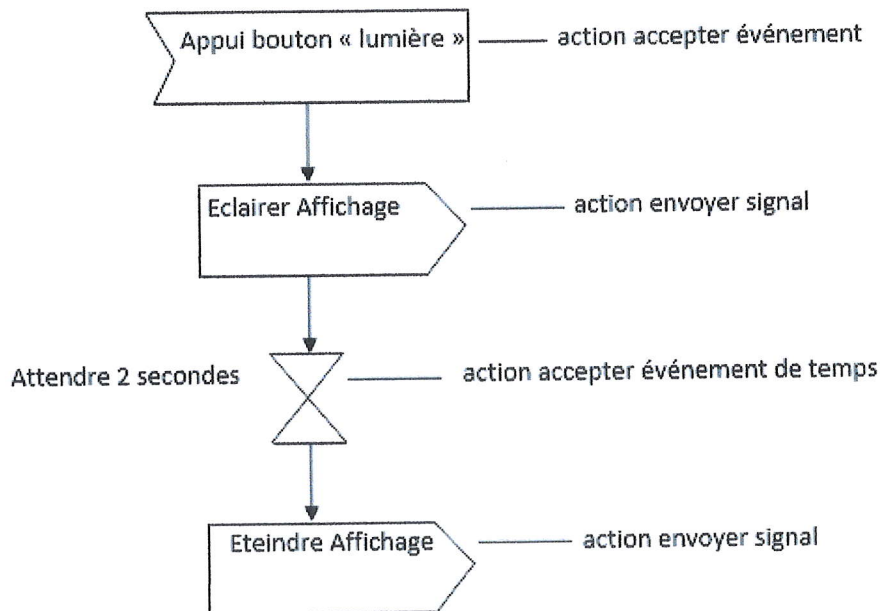 Appui bouton « lumière »
action accepter événement
Eclairer Affichage
action envoyer signal
Attendre 2 secondes
action accepter événement de temps
Eteindre Affichage
action envoyer signal